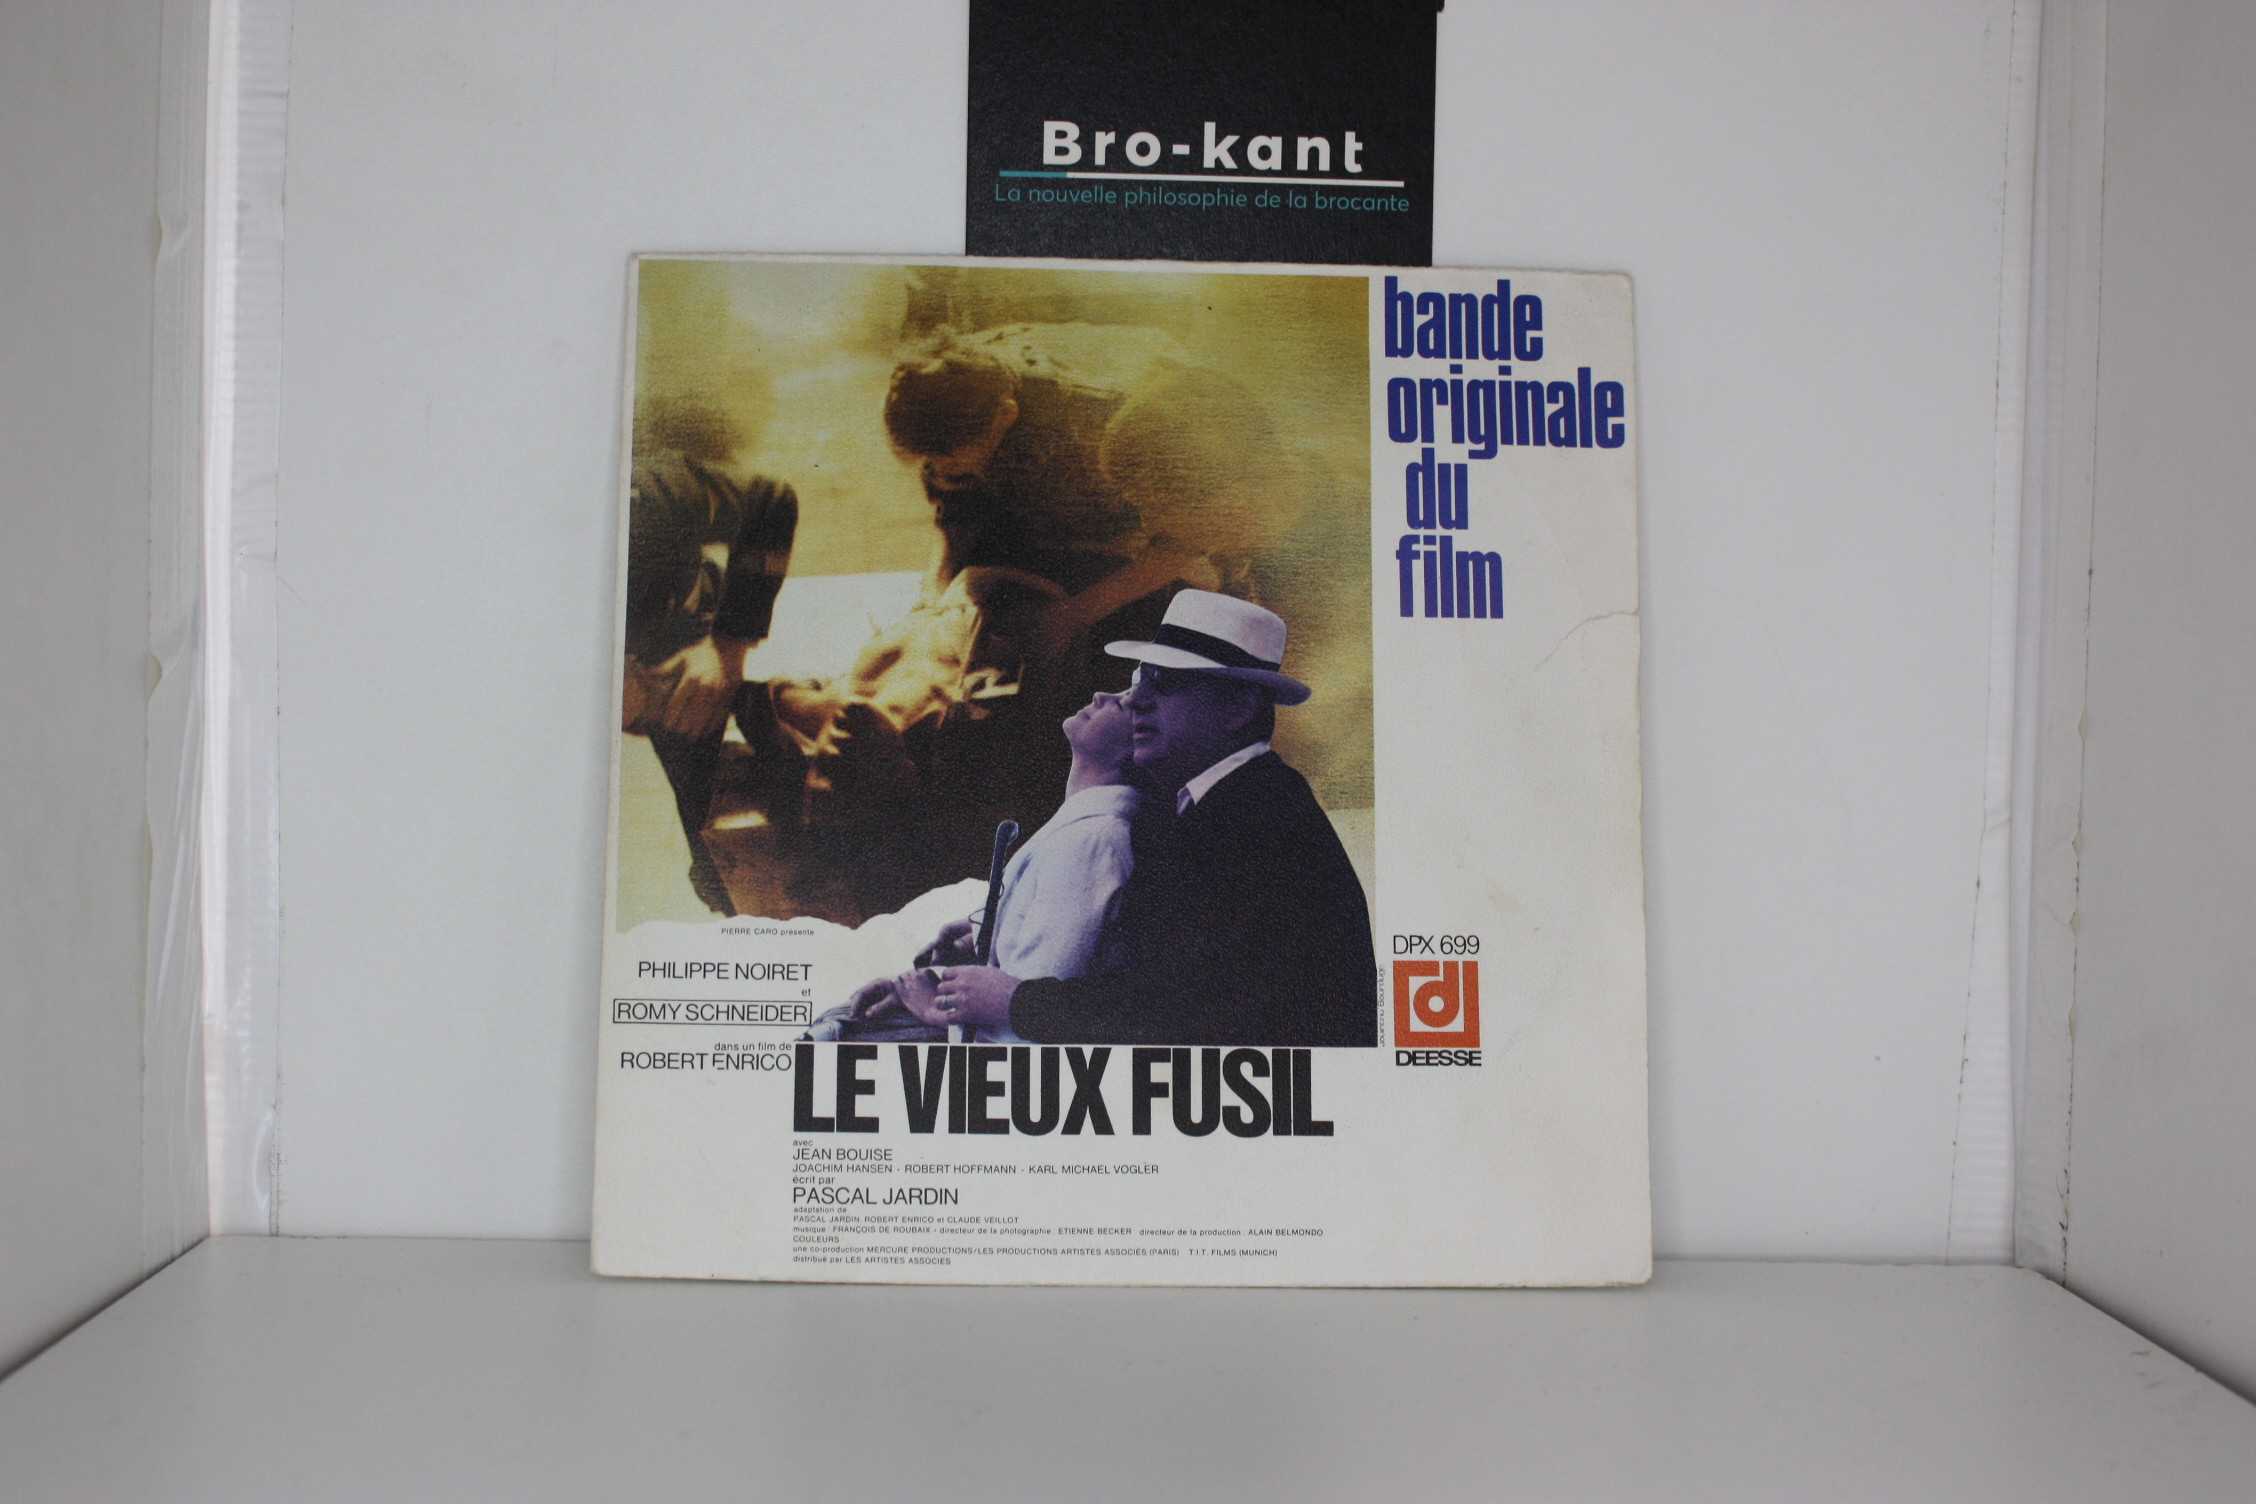 Bro-kant
La nouvelle philosophie de la brocante
bande
originale
du
film
PIERRE CARO présente
PHILIPPE NOIRET
et
ROMY SCHNEIDER
dans un film de
ROBERT ENRICO
LE VIEUX FUSIL
DPX 699
d
DEESSE
avec
JEAN BOUISE
JOACHIM HANSEN - ROBERT HOFFMANN - KARL MICHAEL VOGLER
écrit par
PASCAL JARDIN
adaptation de
PASCAL JARDIN, ROBERT ENRICO et CLAUDE VEILLOT
musique : FRANÇOIS DE ROUBAIX - directeur de la photographie : ETIENNE BECKER directeur de la production : ALAIN BELMONDO
COULEURS
une co-production MERCURE PRODUCTIONS/LES PRODUCTIONS ARTISTES ASSOCIÉS (PARIS) T.I.T. FILMS (MUNICH)
distribué par LES ARTISTES ASSOCIÉS